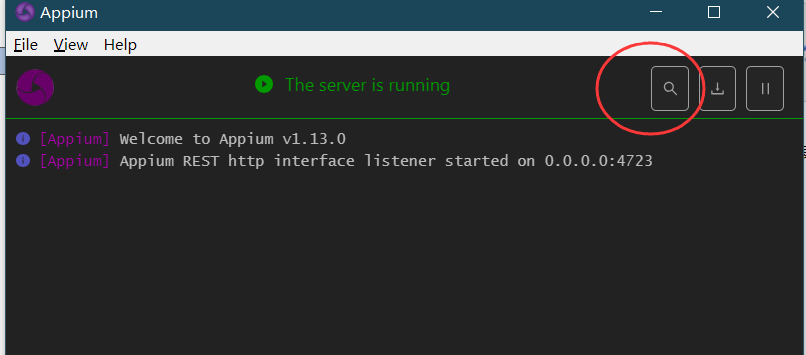 Appium
File View Help
The server is running
[Appium] Welcome to Appium v1.13.0
[Appium] Appium REST http interface listener started on 0.0.0.0:4723